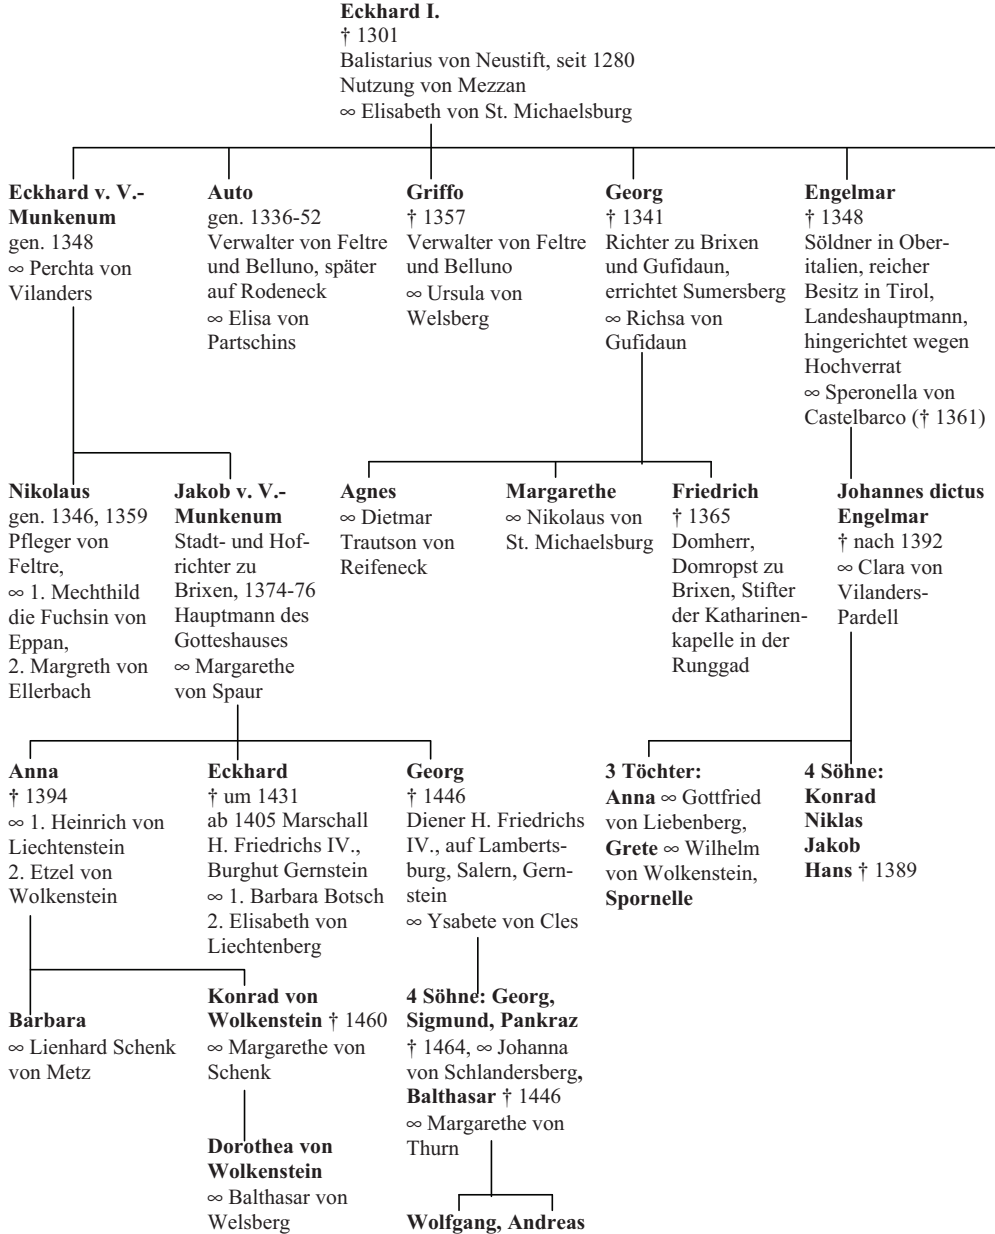 Eckhard I.
† 1301
Balistarius von Neustift, seit 1280
Nutzung von Mezzan
∞ Elisabeth von St. Michaelsburg
Eckhard v. V.-
Munkenum
gen. 1348
∞ Perchta von
Vilanders
Auto
gen. 1336-52
Verwalter von Feltre
und Belluno, später
auf Rodeneck
∞ Elisa von
Partschins
Griffo
† 1357
Verwalter von Feltre
und Belluno
∞ Ursula von
Welsberg
Georg
† 1341
Richter zu Brixen
und Gufidaun,
errichtet Sumersberg
∞ Richsa von
Gufidaun
Engelmar
† 1348
Söldner in Ober-
italien, reicher
Besitz in Tirol,
Landeshauptmann,
hingerichtet wegen
Hochverrat
∞ Speronella von
Castelbarco († 1361)
Nikolaus
gen. 1346, 1359
Pfleger von
Feltre,
∞ 1. Mechthild
die Fuchsin von
Eppan,
2. Margreth von
Ellerbach
Jakob v. V.-
Munkenum
Stadt- und Hof-
richter zu
Brixen, 1374-76
Hauptmann des
Gotteshauses
∞ Margarethe
von Spaur
Agnes
∞ Dietmar
Trautson von
Reifeneck
Margarethe
∞ Nikolaus von
St. Michaelsburg
Friedrich
† 1365
Domherr,
Domropst zu
Brixen, Stifter
der Katharinen-
kapelle in der
Runggad
Johannes dictus
Engelmar
† nach 1392
∞ Clara von
Vilanders-
Pardell
Anna
† 1394
∞ 1. Heinrich von
Liechtenstein
2. Etzel von
Wolkenstein
Eckhard
† um 1431
ab 1405 Marschall
H. Friedrichs IV.,
Burghut Gernstein
∞ 1. Barbara Botsch
2. Elisabeth von
Liechtenberg
Georg
† 1446
Diener H. Friedrichs
IV., auf Lamberts-
burg, Salern, Gern-
stein
∞ Ysabete von Cles
3 Töchter:
Anna ∞ Gottfried
von Liebenberg,
Grete ∞ Wilhelm
von Wolkenstein,
Spornelle
4 Söhne:
Konrad
Niklas
Jakob
Hans † 1389
Barbara
∞ Lienhard Schenk
von Metz
Konrad von
Wolkenstein † 1460
∞ Margarethe von
Schenk
4 Söhne: Georg,
Sigmund, Pankraz
† 1464, ∞ Johanna
von Schlandersberg,
Balthasar † 1446
∞ Margarethe von
Thurn
Dorothea von
Wolkenstein
∞ Balthasar von
Welsberg
Wolfgang, Andreas